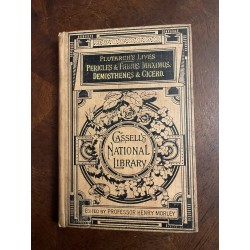 PLUTARCH'S LIVES
PERICLES & FABIUS MAXIMUS,
DEMOSTHENES & CICERO.
CASSELL'S
NATIONAL
LIBRARY
EDITED BY PROFESSOR HENRY MORLEY